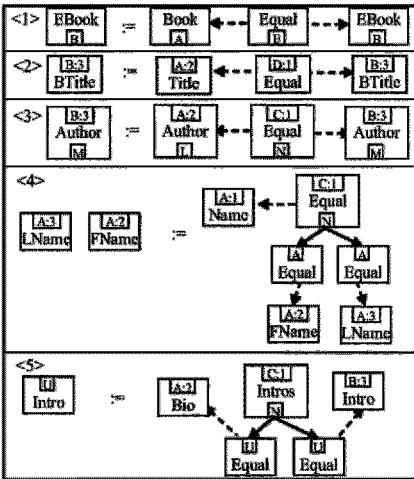 <1> EBook := Book Equal EBook
B A B B
B:3 A:2 D:1 B:3
<2> BTitle := Title Equal BTitle
B:3 A:2 C:1 B:3
<3> Author := Author Equal Author
M L N M
<4>
A:3 A:2 := A:1 C:1
LName FName Name Equal
N
A A
Equal Equal
A:2 A:3
FName LName
<5>
U := A:2 C:1 B:3
Intro Bio Intros Intro
N
U U
Equal Equal